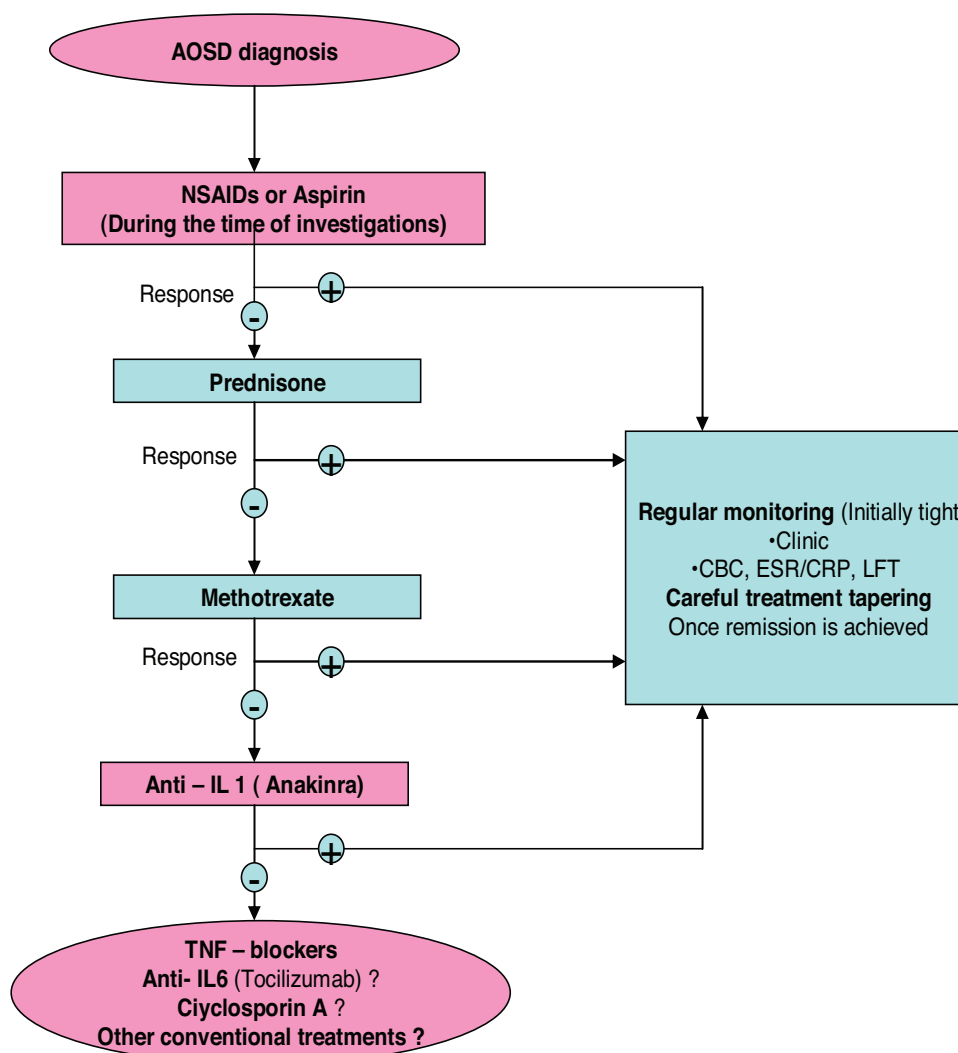 AOSD diagnosis
NSAIDs or Aspirin
(During the time of investigations)
Response
+
-
Prednisone
Response
+
-
Regular monitoring (Initially tight
•Clinic
•CBC, ESR/CRP, LFT
Careful treatment tapering
Once remission is achieved
Methotrexate
Response
+
-
Anti – IL 1 ( Anakinra)
+
-
TNF – blockers
Anti- IL6 (Tocilizumab) ?
Ciyclosporin A ?
Other conventional treatments ?